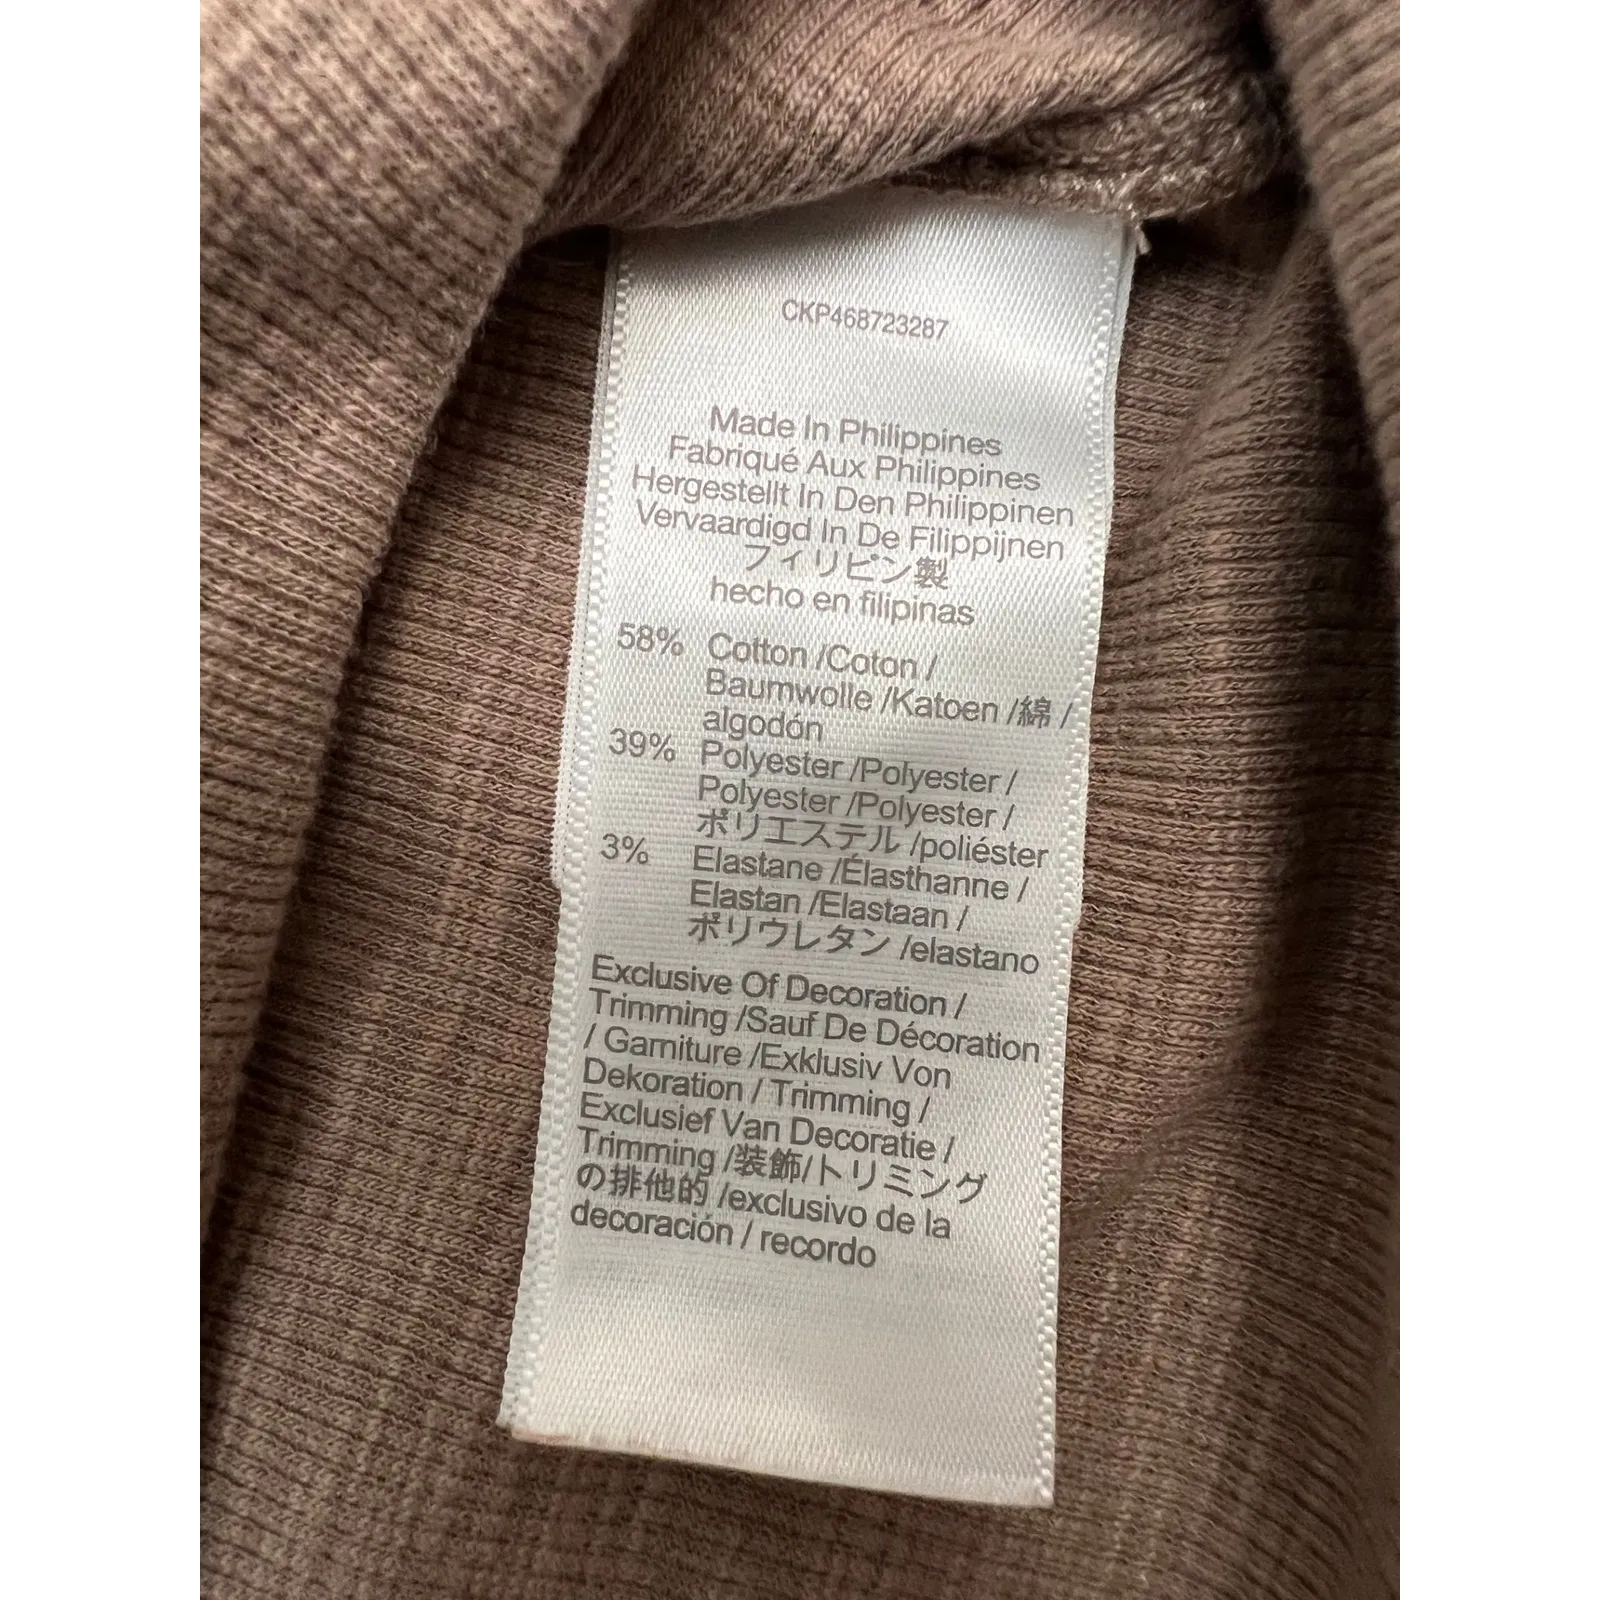 CKP468723287
Made In Philippines
Fabriqué Aux Philippines
Hergestellt In Den Philippinen
Vervaardigd In De Filippijnen
フィリピン製
hecho en filipinas
58% Cotton /Coton /
Baumwolle /Katoen /綿 /
algodón
39% Polyester /Polyester /
Polyester /Polyester /
ポリエステル /poliéster
3% Elastane /Élasthanne /
Elastan /Elastaan /
ポリウレタン /elastano
Exclusive Of Decoration /
Trimming /Sauf De Décoration
/ Garniture /Exklusiv Von
Dekoration / Trimming /
Exclusief Van Decoratie /
Trimming /装飾/トリミング
の排他的 /exclusivo de la
decoración / recordo